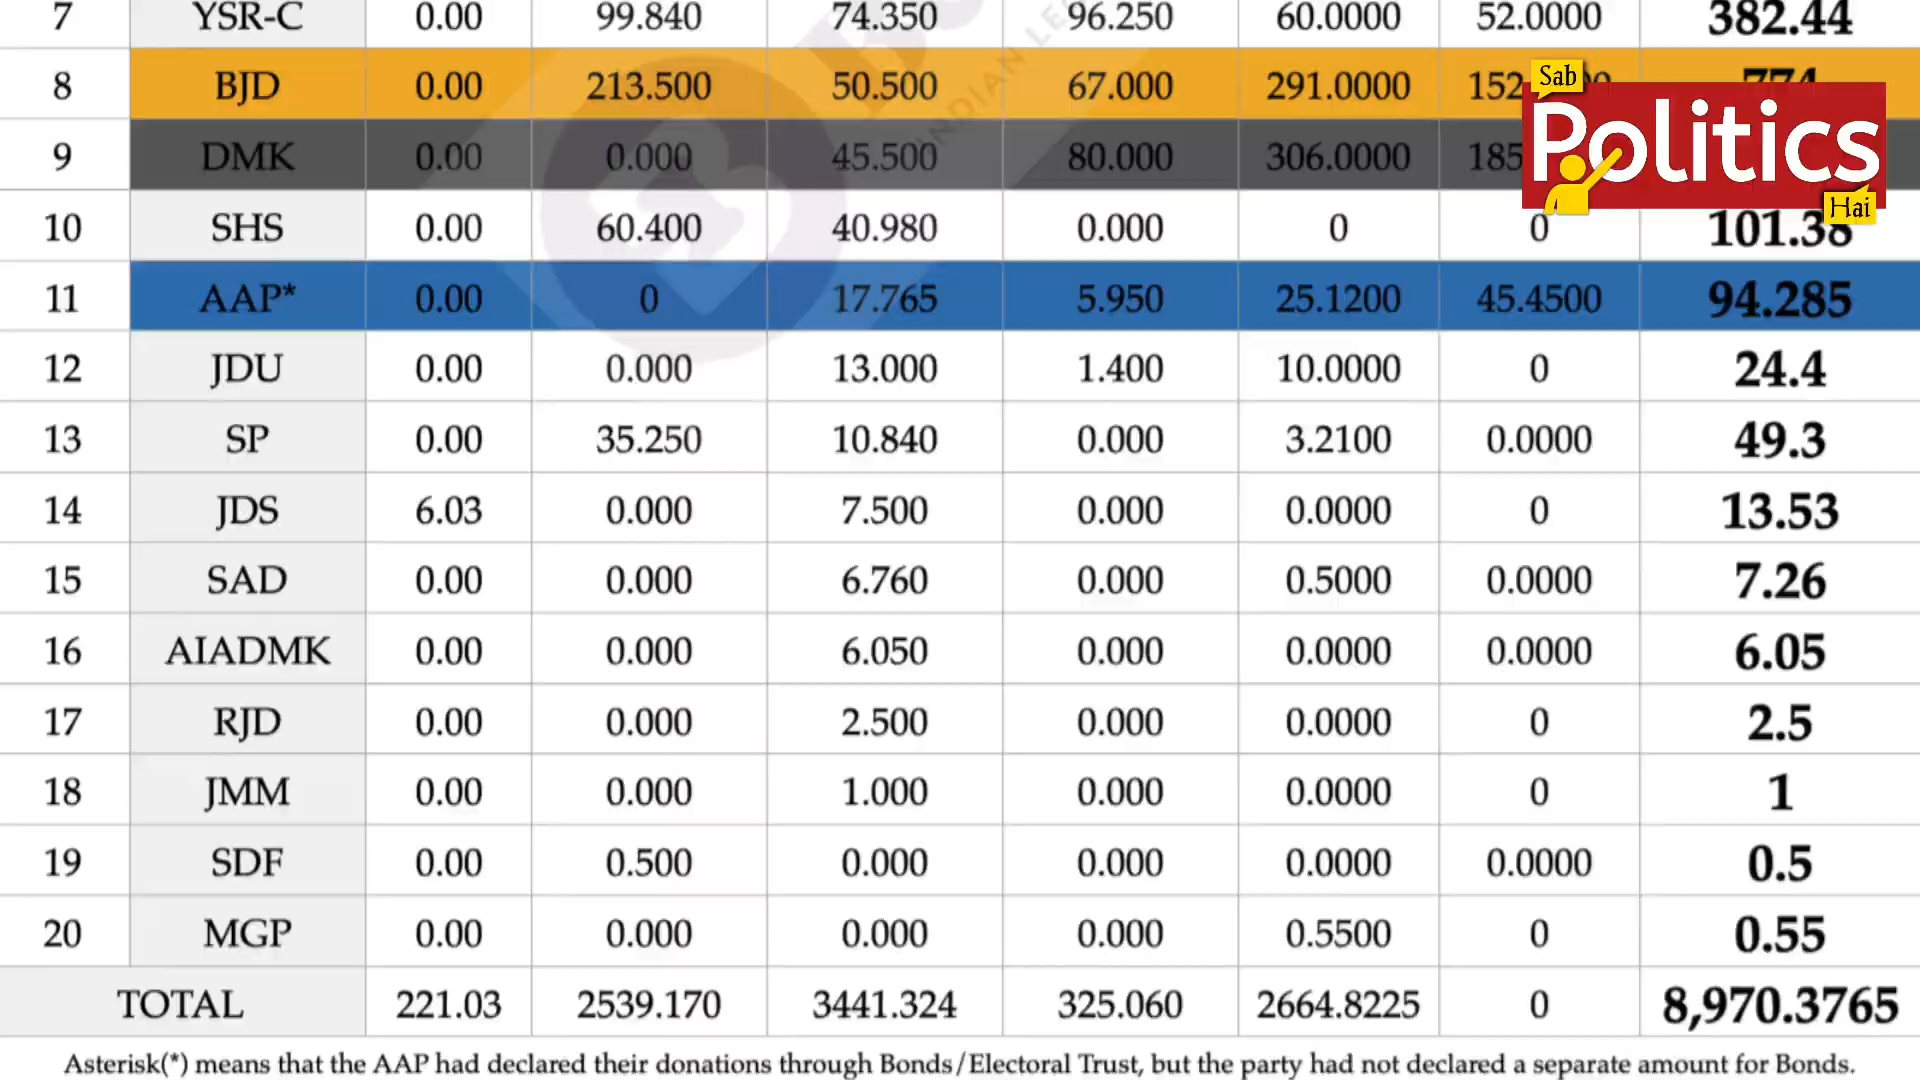 7 YSR-C 0.00 99.840 74.350 96.250 60.0000 52.0000 382.44
8 BJD 0.00 213.500 50.500 67.000 291.0000 152 774
9 DMK 0.00 0.000 45.500 80.000 306.0000 185
Sab
Politics
Hai
10 SHS 0.00 60.400 40.980 0.000 0 0 101.38
11 AAP* 0.00 0 17.765 5.950 25.1200 45.4500 94.285
12 JDU 0.00 0.000 13.000 1.400 10.0000 0 24.4
13 SP 0.00 35.250 10.840 0.000 3.2100 0.0000 49.3
14 JDS 6.03 0.000 7.500 0.000 0.0000 0 13.53
15 SAD 0.00 0.000 6.760 0.000 0.5000 0.0000 7.26
16 AIADMK 0.00 0.000 6.050 0.000 0.0000 0.0000 6.05
17 RJD 0.00 0.000 2.500 0.000 0.0000 0 2.5
18 JMM 0.00 0.000 1.000 0.000 0.0000 0 1
19 SDF 0.00 0.500 0.000 0.000 0.0000 0.0000 0.5
20 MGP 0.00 0.000 0.000 0.000 0.5500 0 0.55
TOTAL 221.03 2539.170 3441.324 325.060 2664.8225 0 8,970.3765
Asterisk(*) means that the AAP had declared their donations through Bonds/Electoral Trust, but the party had not declared a separate amount for Bonds.